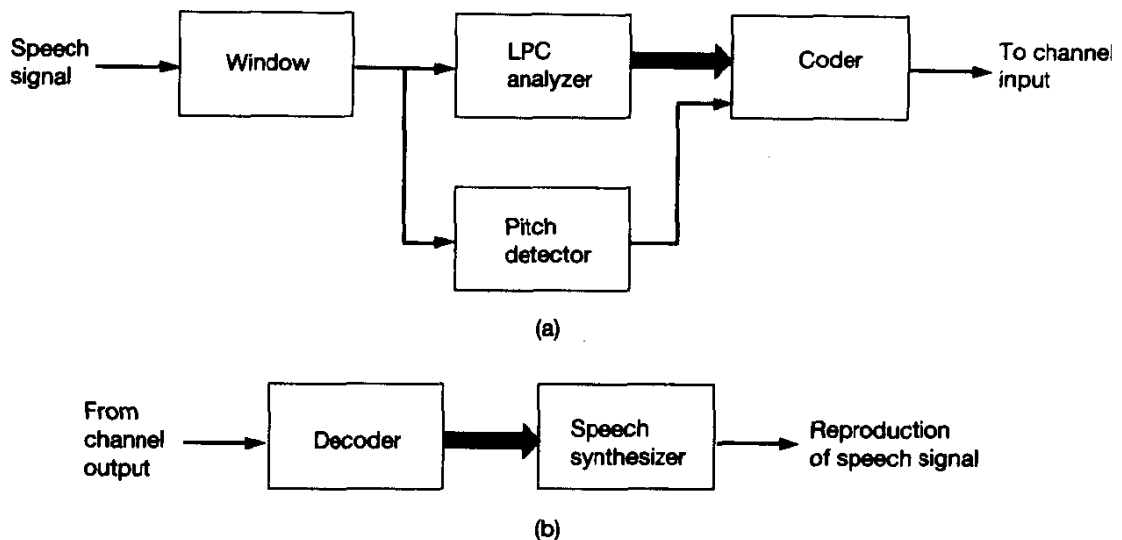 Speech
signal
Window
LPC
analyzer
Coder
To channel
input
Pitch
detector
(a)
From
channel
output
Decoder
Speech
synthesizer
Reproduction
of speech signal
(b)